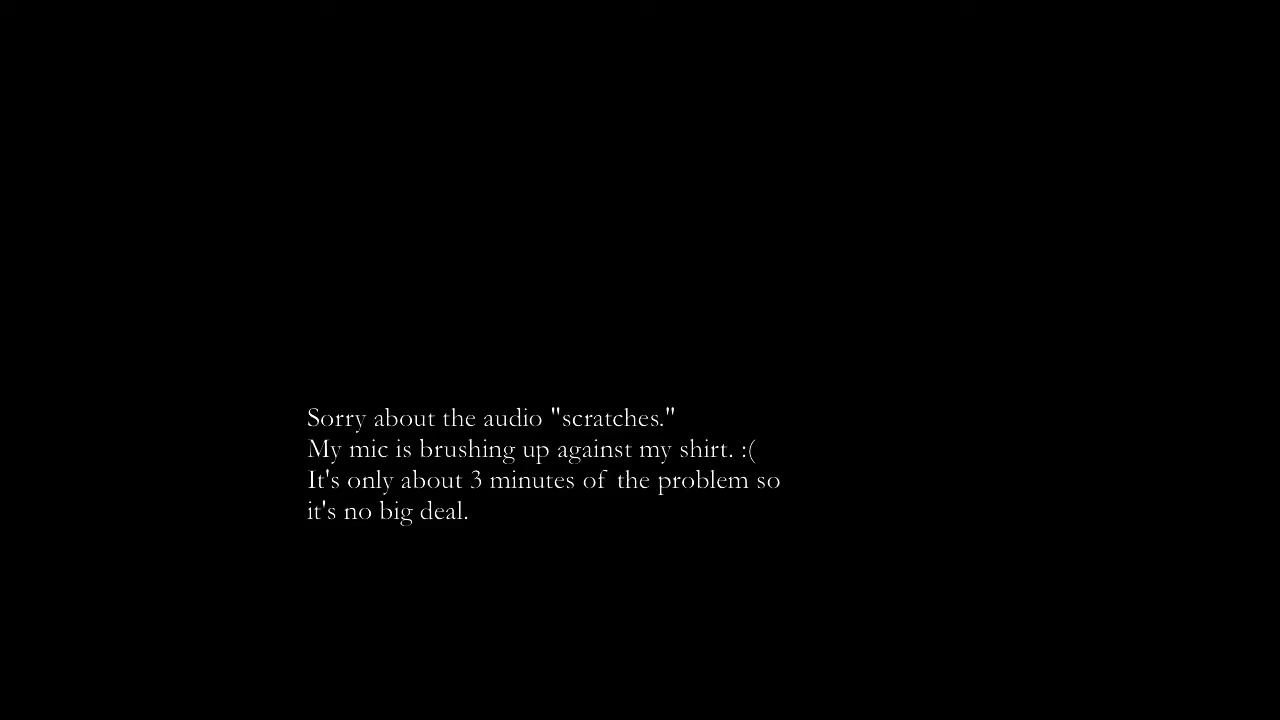 Sorry about the audio "scratches."
My mic is brushing up against my shirt. :(
It's only about 3 minutes of the problem so
it's no big deal.